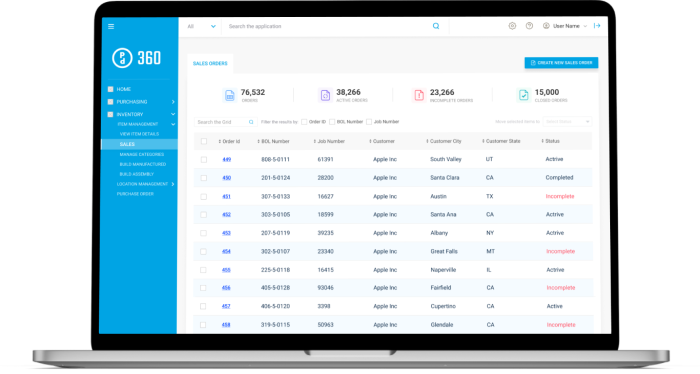 All
Search the application
User Name
Pd 360
SALES ORDERS
CREATE NEW SALES ORDER
HOME
PURCHASING
INVENTORY
ITEM MANAGEMENT
VIEW ITEM DETAILS
SALES
MANAGE CATEGORIES
BUILD-MANUFACTURED
BUILD-ASSEMBLY
LOCATION MANAGEMENT
PURCHASE ORDER
76,532
ORDERS
38,266
ACTIVE ORDERS
23,266
INCOMPLETE ORDERS
15,000
CLOSED ORDERS
Search the Grid Filter the results by Order ID BOL Number Job Number
Order Id BOL Number Job Number Customer Customer City Customer State Status
449 808-5-0111 61391 Apple Inc South Valley UT Active
450 201-5-0124 28200 Apple Inc Santa Clara CA Completed
451 307-5-0133 16627 Apple Inc Austin TX Incomplete
452 303-5-0105 18599 Apple Inc Santa Ana CA Active
453 207-5-0119 39235 Apple Inc Albany NY Active
454 302-5-0107 23340 Apple Inc Great Falls MT Incomplete
455 225-5-0118 16415 Apple Inc Naperville IL Active
456 405-5-0128 93046 Apple Inc Fairfield CA Incomplete
457 406-5-0120 3398 Apple Inc Cupertino CA Active
458 319-5-0115 50963 Apple Inc Glendale CA Incomplete